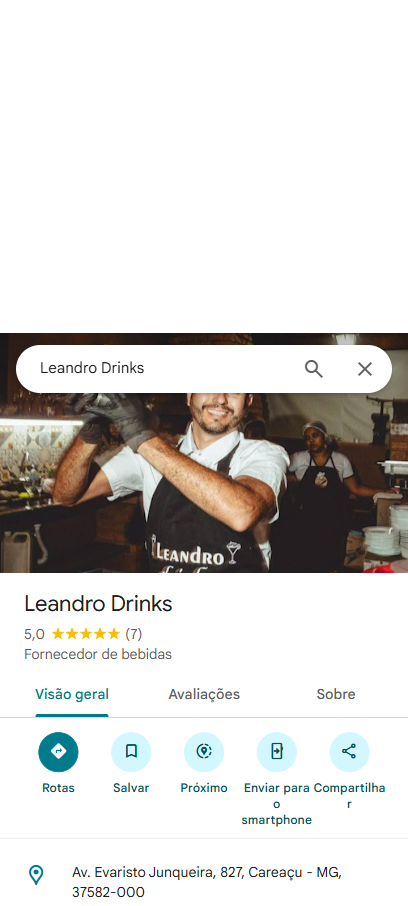 Leandro Drinks
LEANDRO
Leandro Drinks
5,0 ★★★★★ (7)
Fornecedor de bebidas
Visão geral Avaliações Sobre
Rotas Salvar Próximo Enviar para o smartphone Compartilhar
Av. Evaristo Junqueira, 827, Careaçu - MG,
37582-000